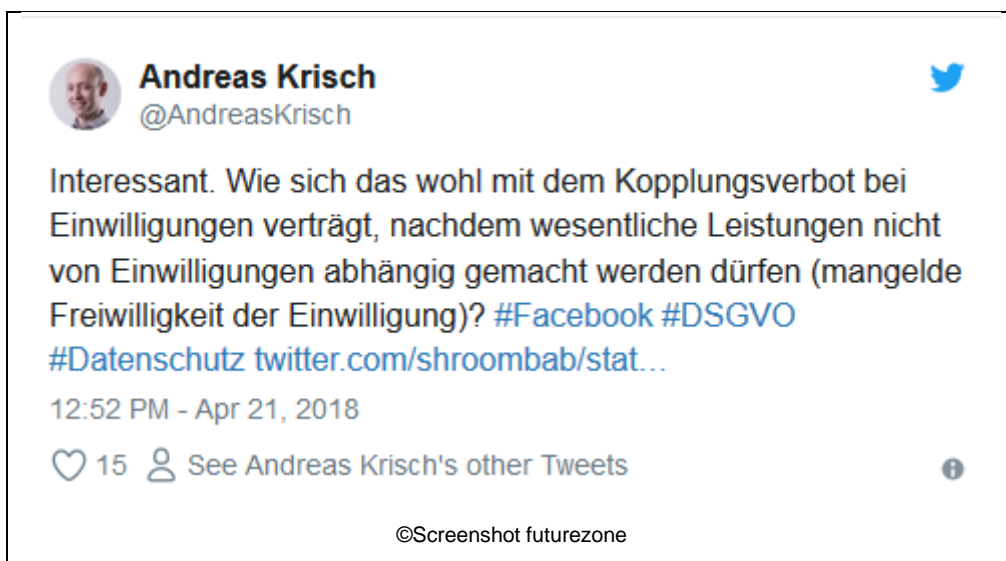 Andreas Krisch
@AndreasKrisch
Interessant. Wie sich das wohl mit dem Kopplungsverbot bei
Einwilligungen verträgt, nachdem wesentliche Leistungen nicht
von Einwilligungen abhängig gemacht werden dürfen (mangelde
Freiwilligkeit der Einwilligung)? #Facebook #DSGVO
#Datenschutz twitter.com/shroombab/stat...
12:52 PM - Apr 21, 2018
15 See Andreas Krisch's other Tweets
©Screenshot futurezone